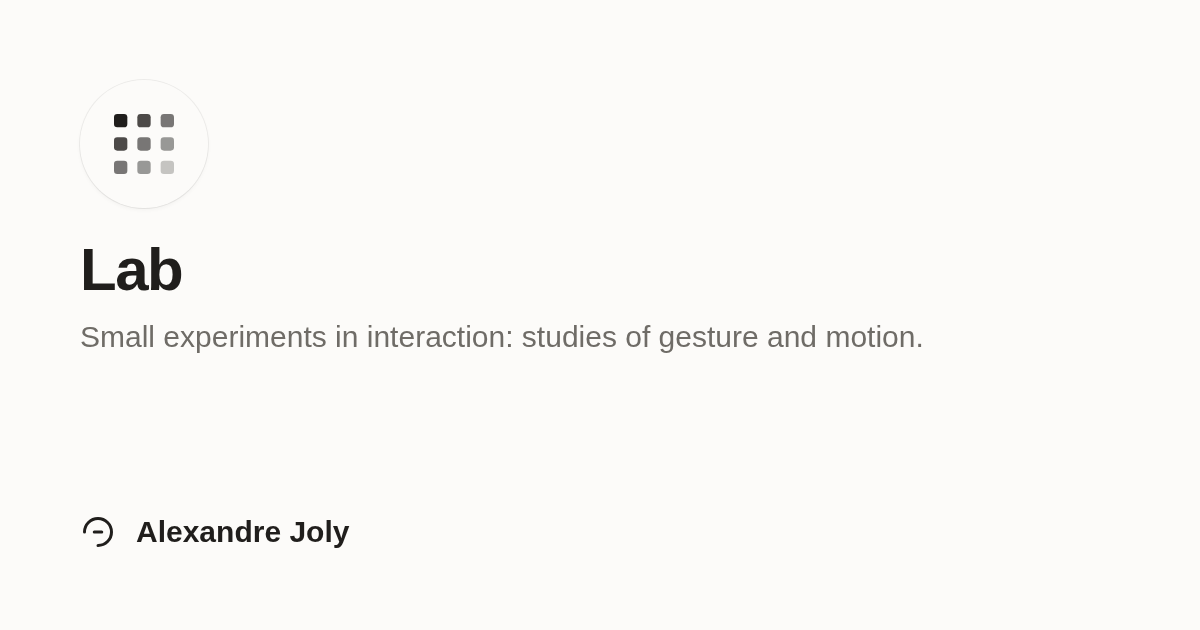 Lab
Small experiments in interaction: studies of gesture and motion.
Alexandre Joly